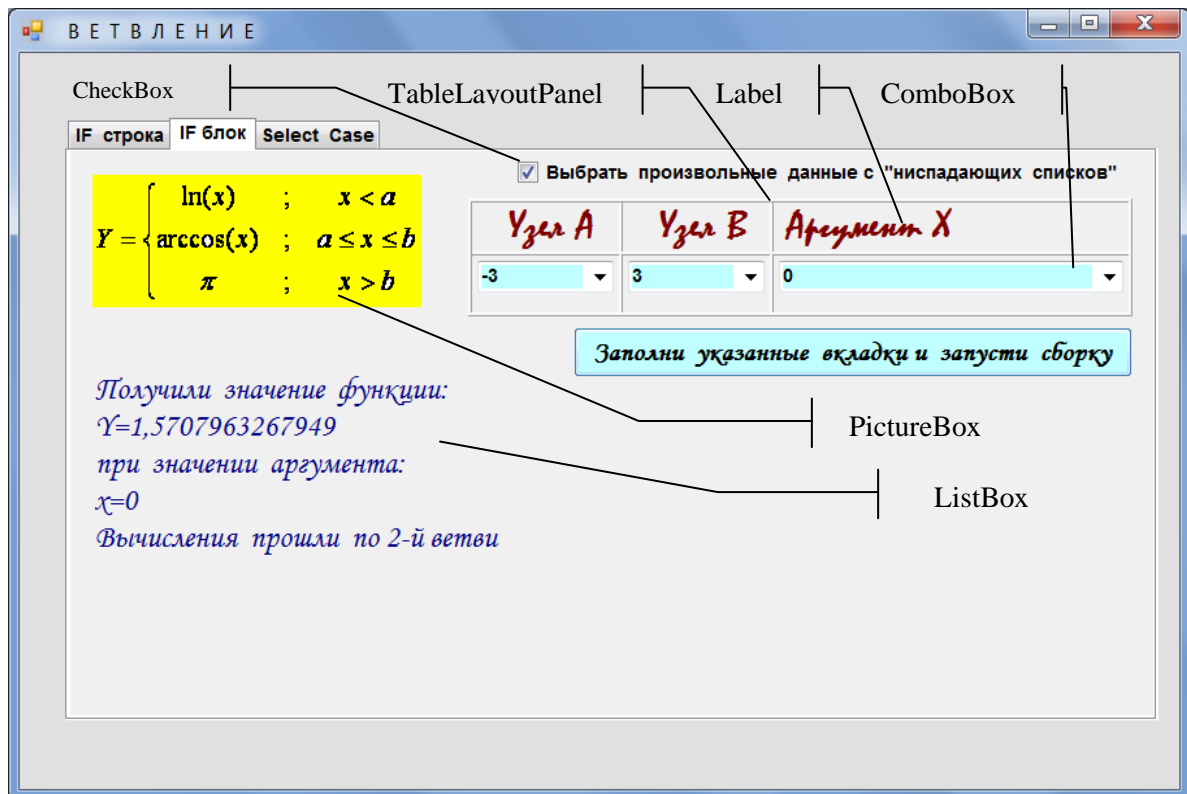 В Е Т В Л Е Н И Е
CheckBox TableLavoutPanel Label ComboBox
IF строка IF блок Select Case
Выбрать произвольные данные с "ниспадающих списков"
Y = { ln(x) ; x < a
arccos(x) ; a ≤ x ≤ b
π ; x > b
Узел A Узел B Аргумент X
-3 3 0
Заполни указанные вкладки и запусти сборку
Получили значение функции:
Y=1,5707963267949
при значении аргумента:
x=0
Вычисления прошли по 2-й ветви
PictureBox
ListBox